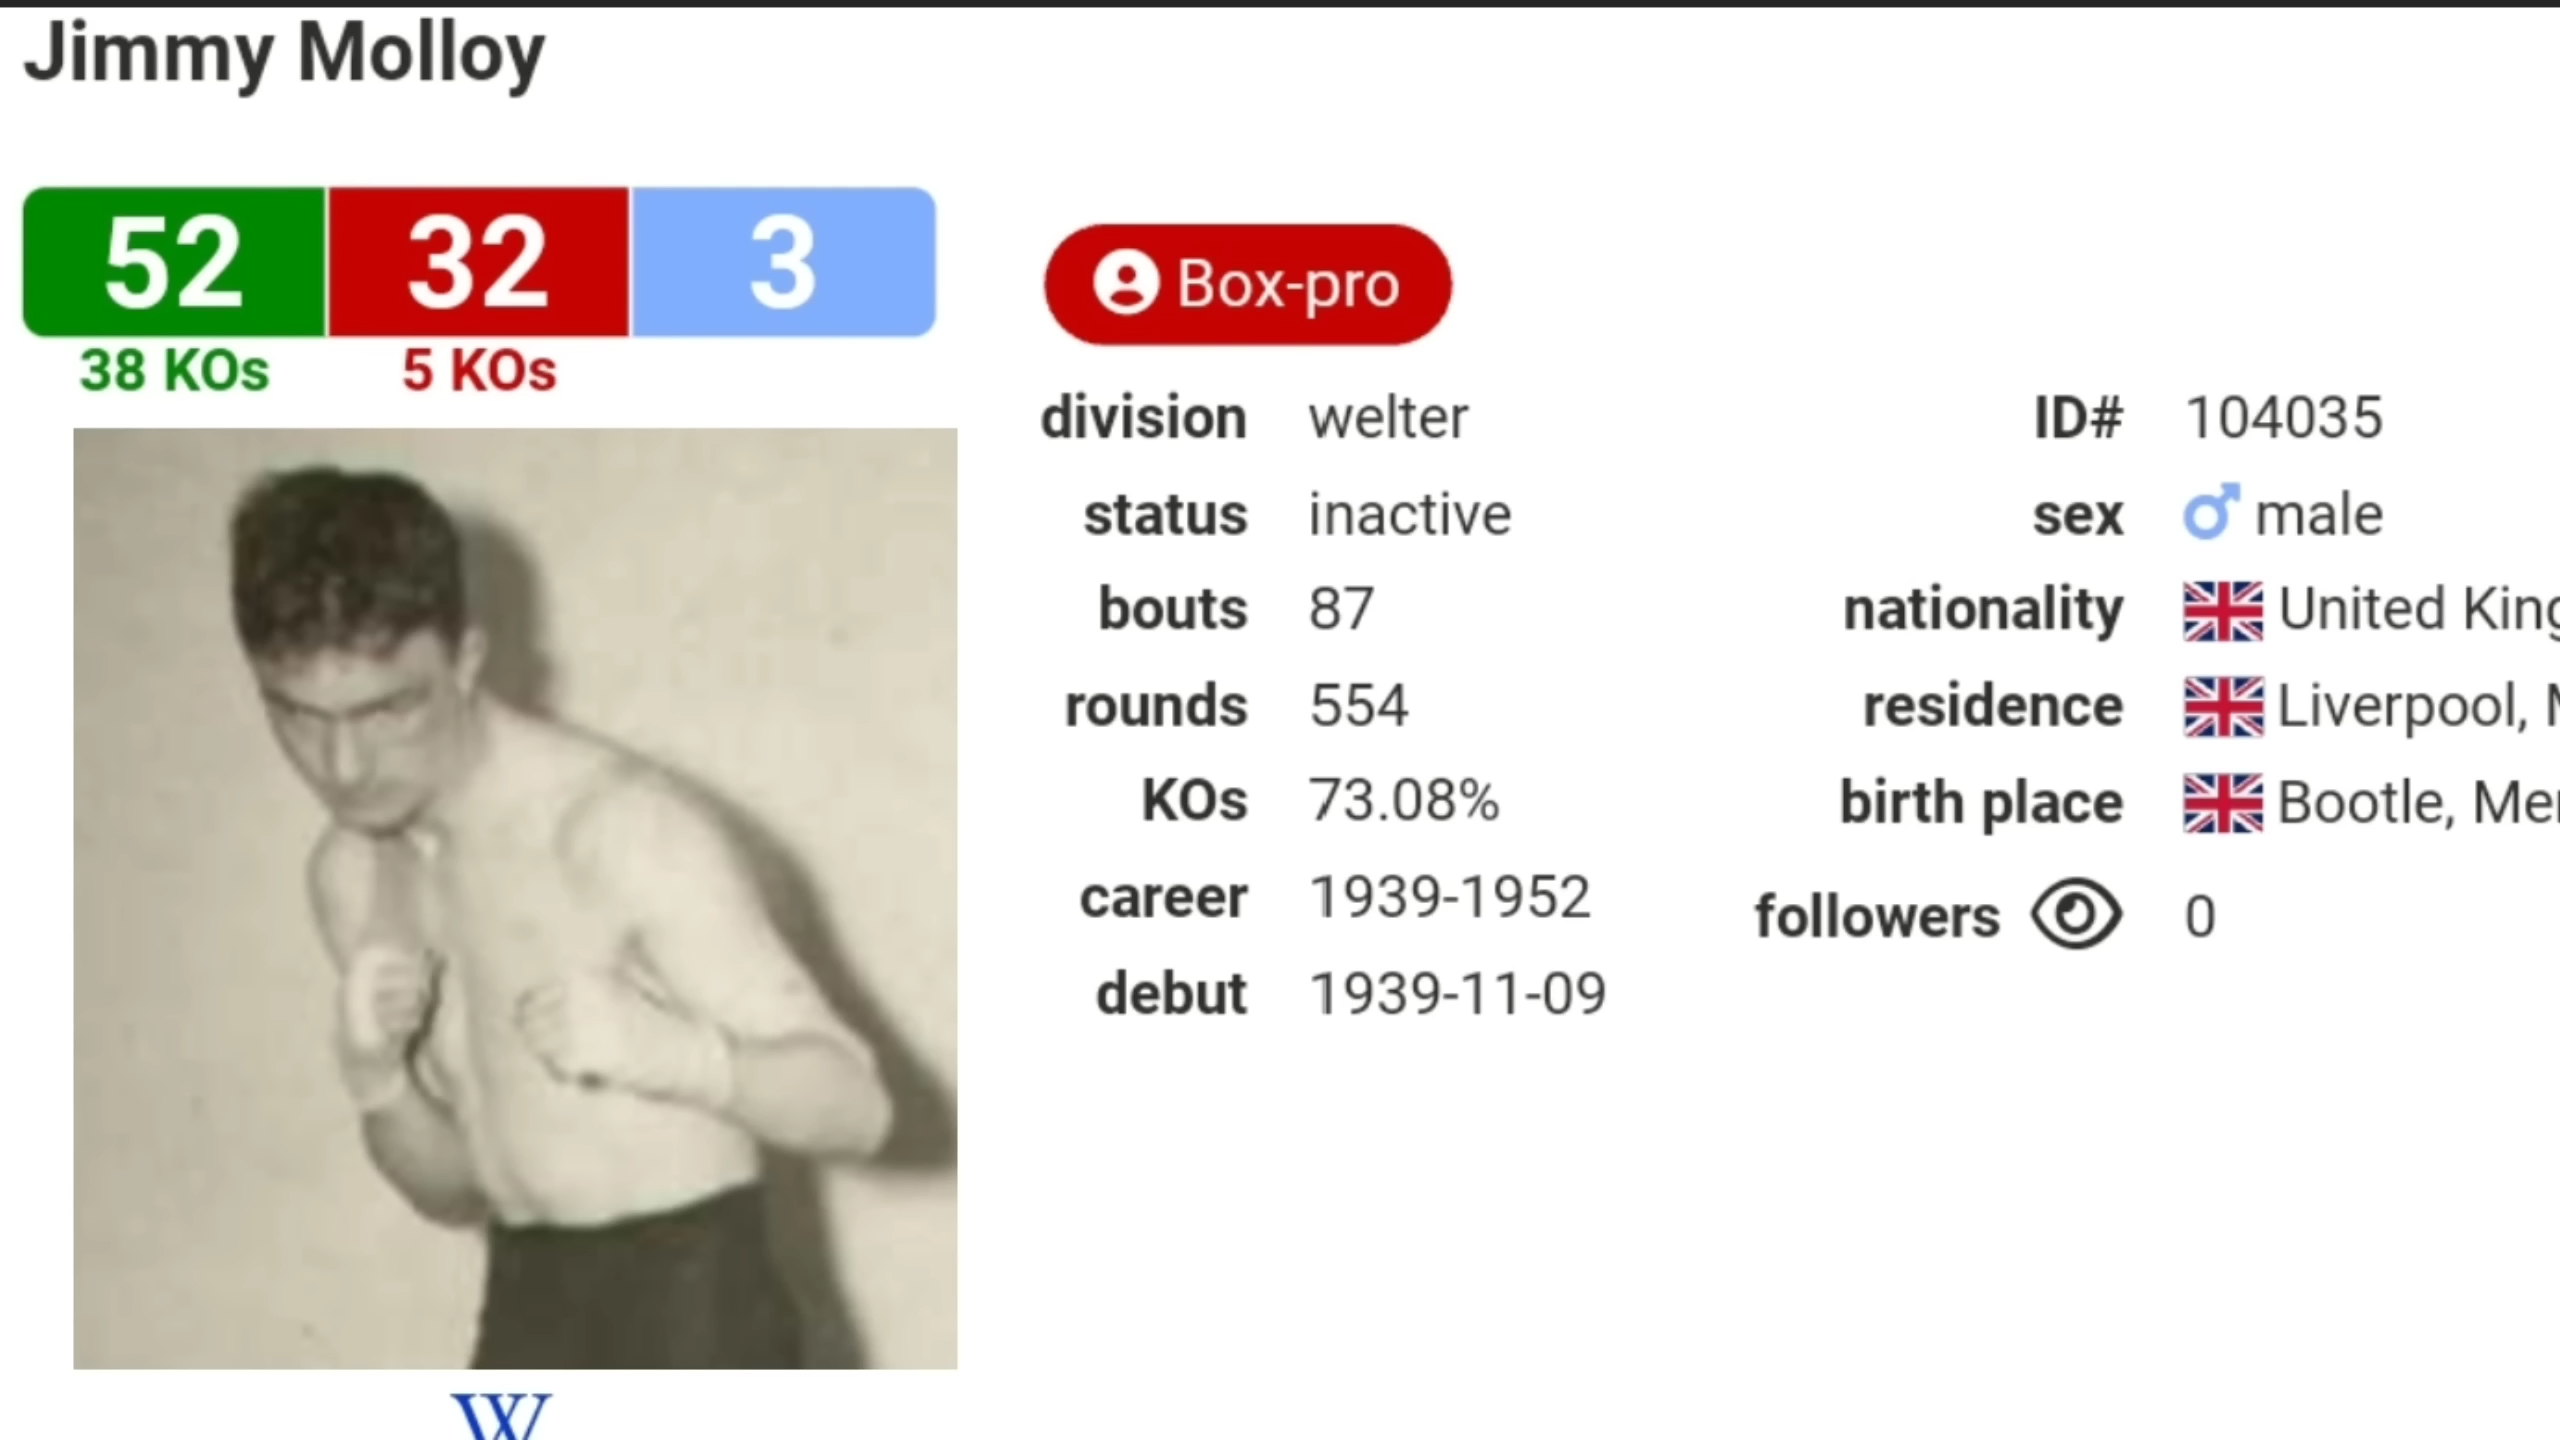 Jimmy Molloy
52 32 3
38 KOs 5 KOs
Box-pro
division welter
status inactive
bouts 87
rounds 554
KOs 73.08%
career 1939-1952
debut 1939-11-09
ID# 104035
sex male
nationality United King
residence Liverpool, M
birth place Bootle, Mer
followers 0
W